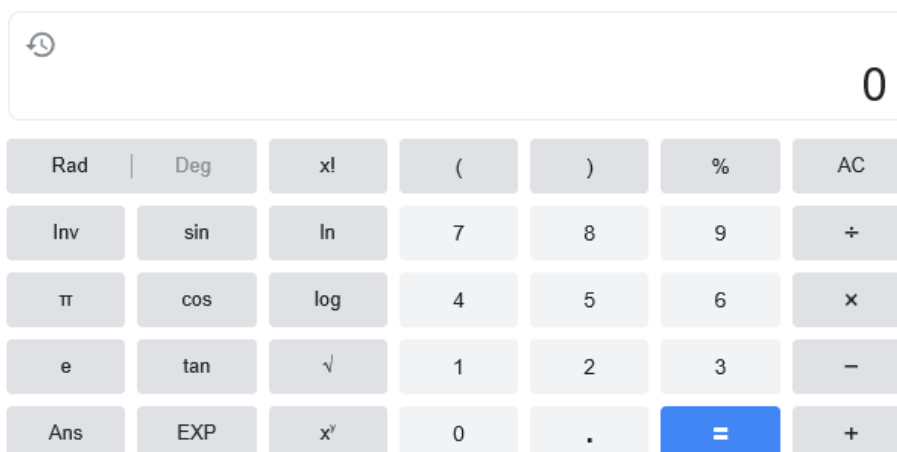 0
Rad | Deg x! ( ) % AC
Inv sin ln 7 8 9 ÷
π cos log 4 5 6 ×
e tan √ 1 2 3 −
Ans EXP xʸ 0 . = +